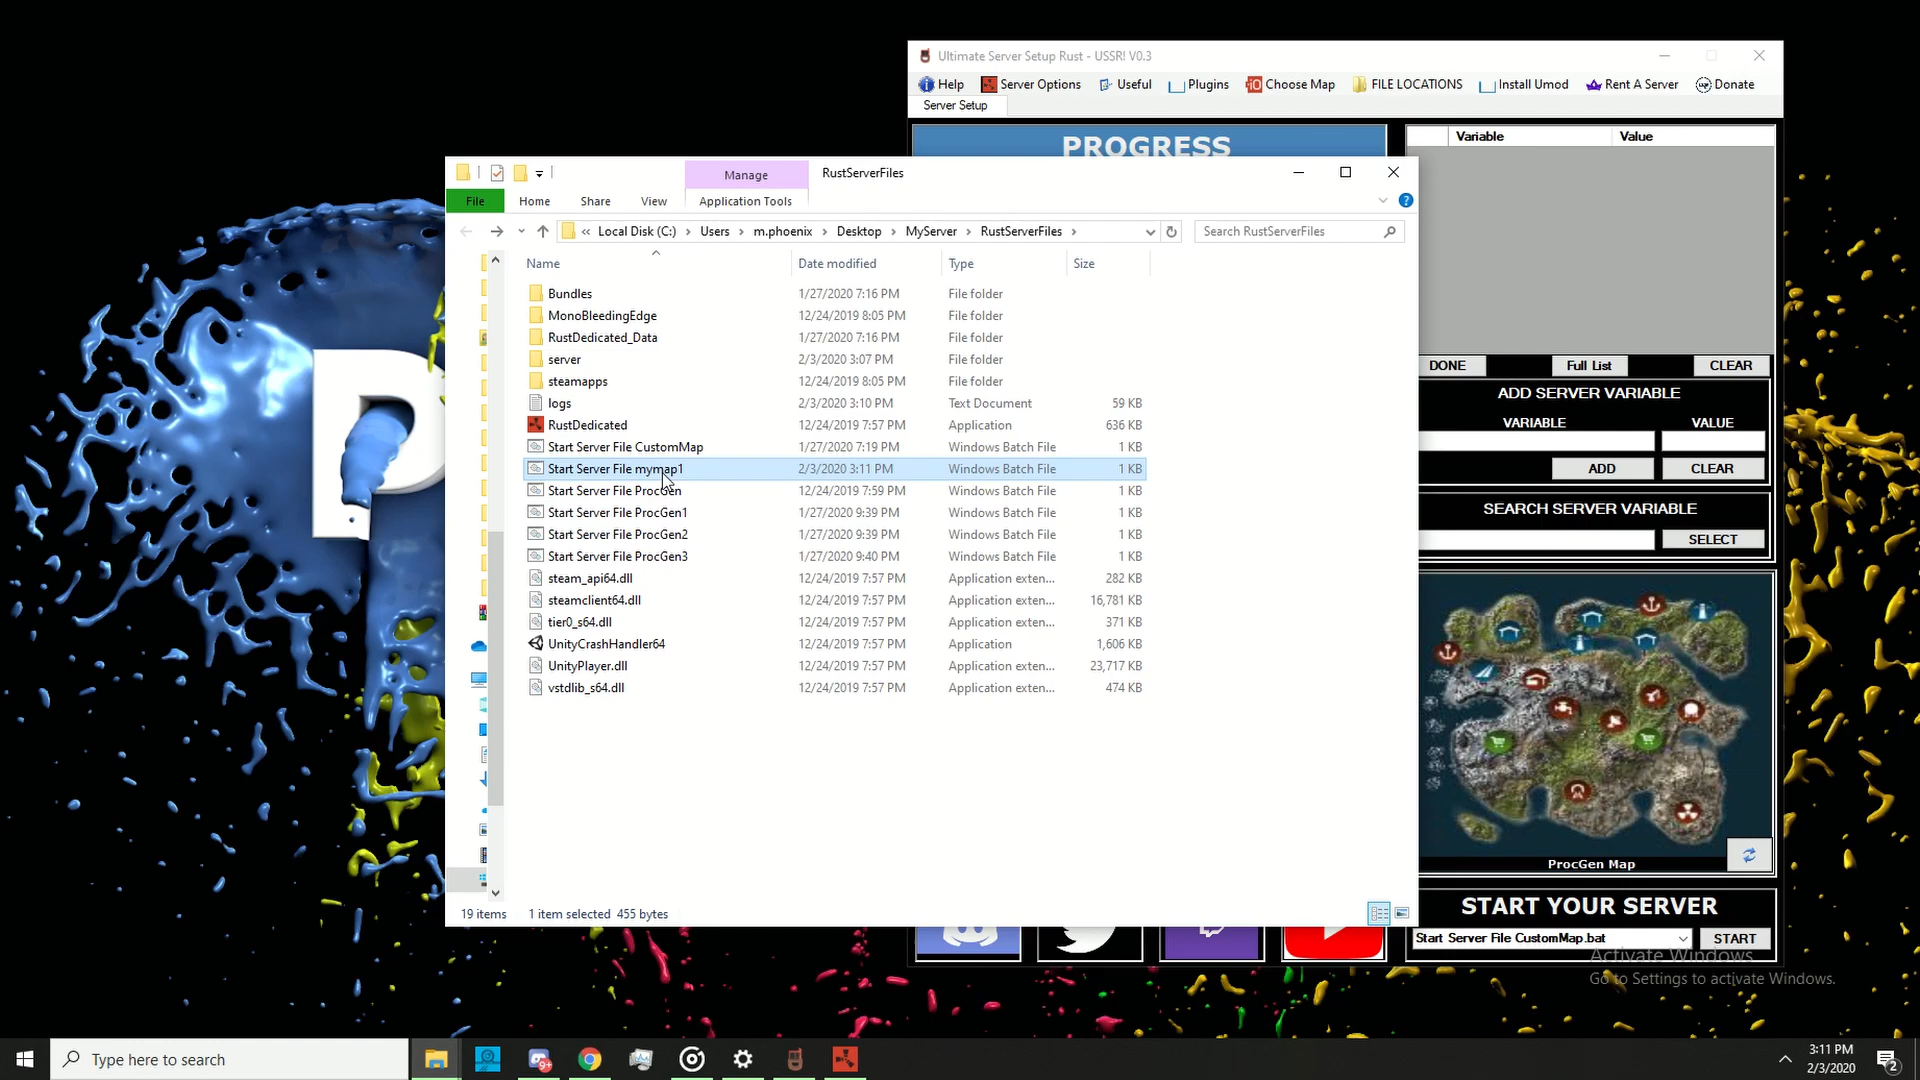 Ultimate Server Setup Rust - USSR! V0.3
Help Server Options Useful Plugins Choose Map FILE LOCATIONS Install Umod Rent A Server Donate
Server Setup
PROGRESS
Variable Value
Manage RustServerFiles
File Home Share View Application Tools
« Local Disk (C:) › Users › m.phoenix › Desktop › MyServer › RustServerFiles › Search RustServerFiles
Name Date modified Type Size
Bundles 1/27/2020 7:16 PM File folder
MonoBleedingEdge 12/24/2019 8:05 PM File folder
RustDedicated_Data 1/27/2020 7:16 PM File folder
server 2/3/2020 3:07 PM File folder
steamapps 12/24/2019 8:05 PM File folder
logs 2/3/2020 3:10 PM Text Document 59 KB
RustDedicated 12/24/2019 7:57 PM Application 636 KB
Start Server File CustomMap 1/27/2020 7:19 PM Windows Batch File 1 KB
Start Server File mymap1 2/3/2020 3:11 PM Windows Batch File 1 KB
Start Server File ProcGen 12/24/2019 7:59 PM Windows Batch File 1 KB
Start Server File ProcGen1 1/27/2020 9:39 PM Windows Batch File 1 KB
Start Server File ProcGen2 1/27/2020 9:39 PM Windows Batch File 1 KB
Start Server File ProcGen3 1/27/2020 9:40 PM Windows Batch File 1 KB
steam_api64.dll 12/24/2019 7:57 PM Application exten... 282 KB
steamclient64.dll 12/24/2019 7:57 PM Application exten... 16,781 KB
tier0_s64.dll 12/24/2019 7:57 PM Application exten... 371 KB
UnityCrashHandler64 12/24/2019 7:57 PM Application 1,606 KB
UnityPlayer.dll 12/24/2019 7:57 PM Application exten... 23,717 KB
vstdlib_s64.dll 12/24/2019 7:57 PM Application exten... 474 KB
19 items 1 item selected 455 bytes
DONE Full List CLEAR
ADD SERVER VARIABLE
VARIABLE VALUE
ADD CLEAR
SEARCH SERVER VARIABLE
SELECT
ProcGen Map
START YOUR SERVER
Start Server File CustomMap.bat START
Activate Windows
Go to Settings to activate Windows.
Type here to search
9+
3:11 PM
2/3/2020
2